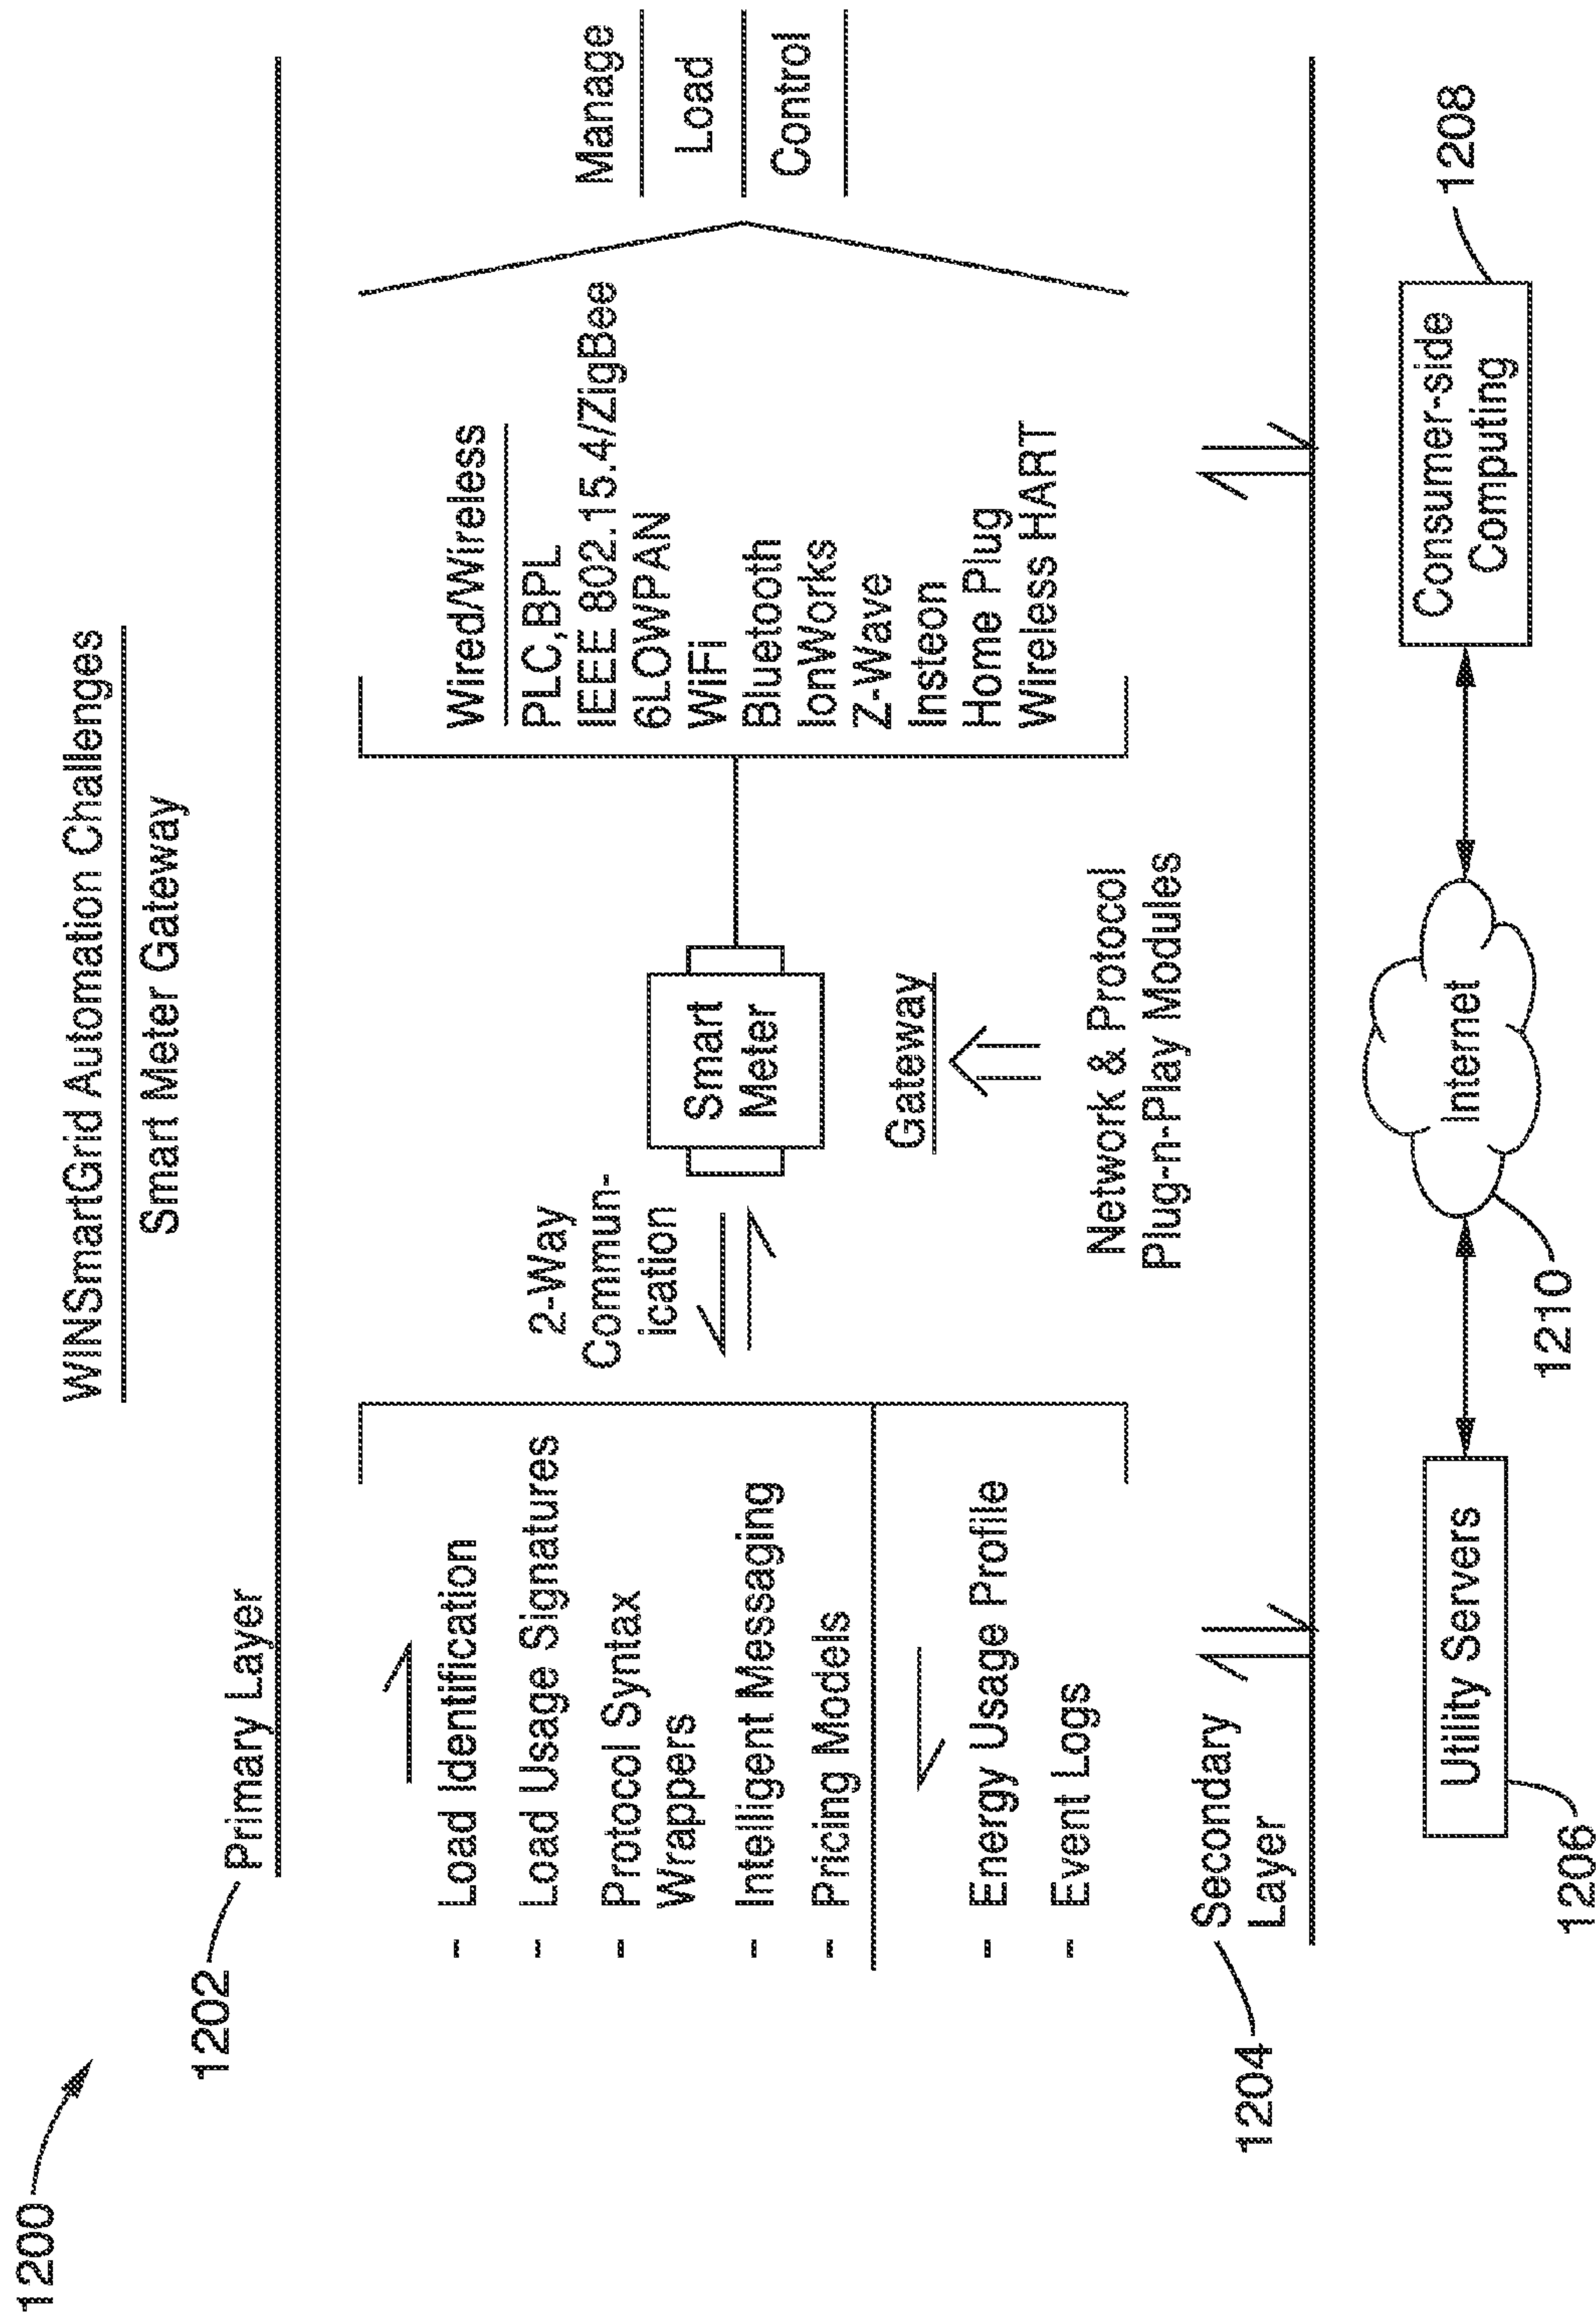 1200
WINSmartGrid Automation Challenges
Smart Meter Gateway
1202
Primary Layer
- Load Identification
- Load Usage Signatures
- Protocol Syntax
Wrappers
- Intelligent Messaging
- Pricing Models
- Energy Usage Profile
- Event Logs
2-Way
Commun-
ication
Smart
Meter
Gateway
Network & Protocol
Plug-n-Play Modules
Wired/Wireless
PLC,BPL
IEEE 802.15.4/ZigBee
6LOWPAN
WiFi
Bluetooth
IonWorks
Z-Wave
Insteon
Home Plug
Wireless HART
Manage
Load
Control
1204
Secondary
Layer
Utility Servers
1206
Internet
1210
Consumer-side
Computing
1208